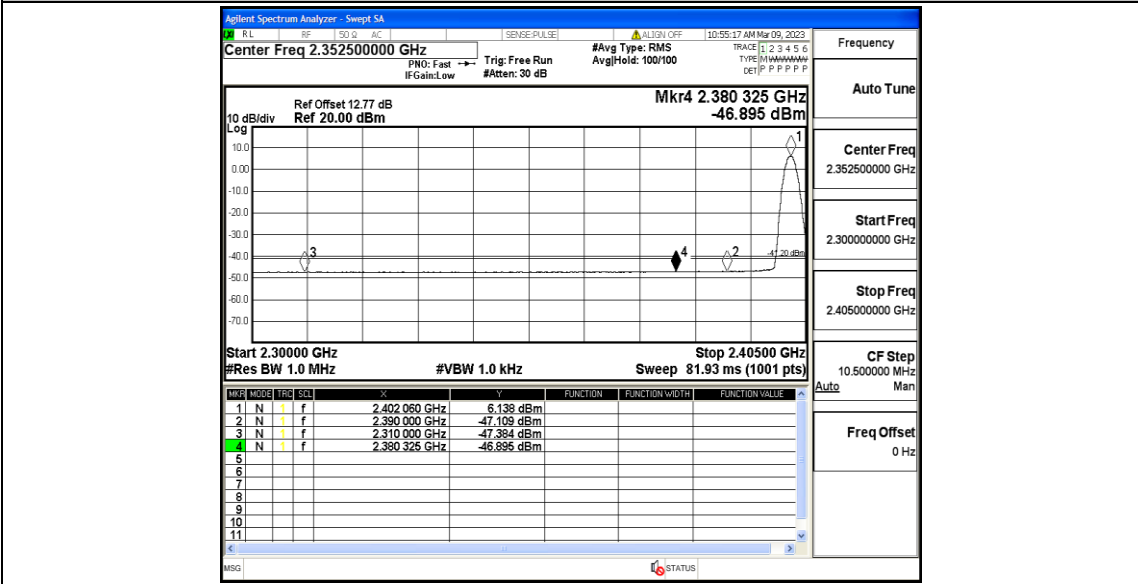 Agilent Spectrum Analyzer - Swept SA
RL RF 50 Ω AC SENSE:PULSE ALIGN OFF 10:55:17 AM Mar 09, 2023
Center Freq 2.352500000 GHz
PNO: Fast
IFGain:Low
Trig: Free Run
#Atten: 30 dB
#Avg Type: RMS
Avg|Hold: 100/100
TRACE 1 2 3 4 5 6
TYPE M
DET P P P P P P
Ref Offset 12.77 dB
10 dB/div Ref 20.00 dBm
Log
Mkr4 2.380 325 GHz
-46.895 dBm
10.0
0.00
-10.0
-20.0
-30.0
-40.0
-50.0
-60.0
-70.0
1
3
4
2
-41.20 dBm
Start 2.30000 GHz Stop 2.40500 GHz
#Res BW 1.0 MHz #VBW 1.0 kHz Sweep 81.93 ms (1001 pts)
MKR MODE TRC SCL X Y FUNCTION FUNCTION WIDTH FUNCTION VALUE
1 N 1 f 2.402 060 GHz 6.138 dBm
2 N 1 f 2.390 000 GHz -47.109 dBm
3 N 1 f 2.310 000 GHz -47.384 dBm
4 N 1 f 2.380 325 GHz -46.895 dBm
5
6
7
8
9
10
11
MSG STATUS
Frequency
Auto Tune
Center Freq
2.352500000 GHz
Start Freq
2.300000000 GHz
Stop Freq
2.405000000 GHz
CF Step
10.500000 MHz
Auto Man
Freq Offset
0 Hz